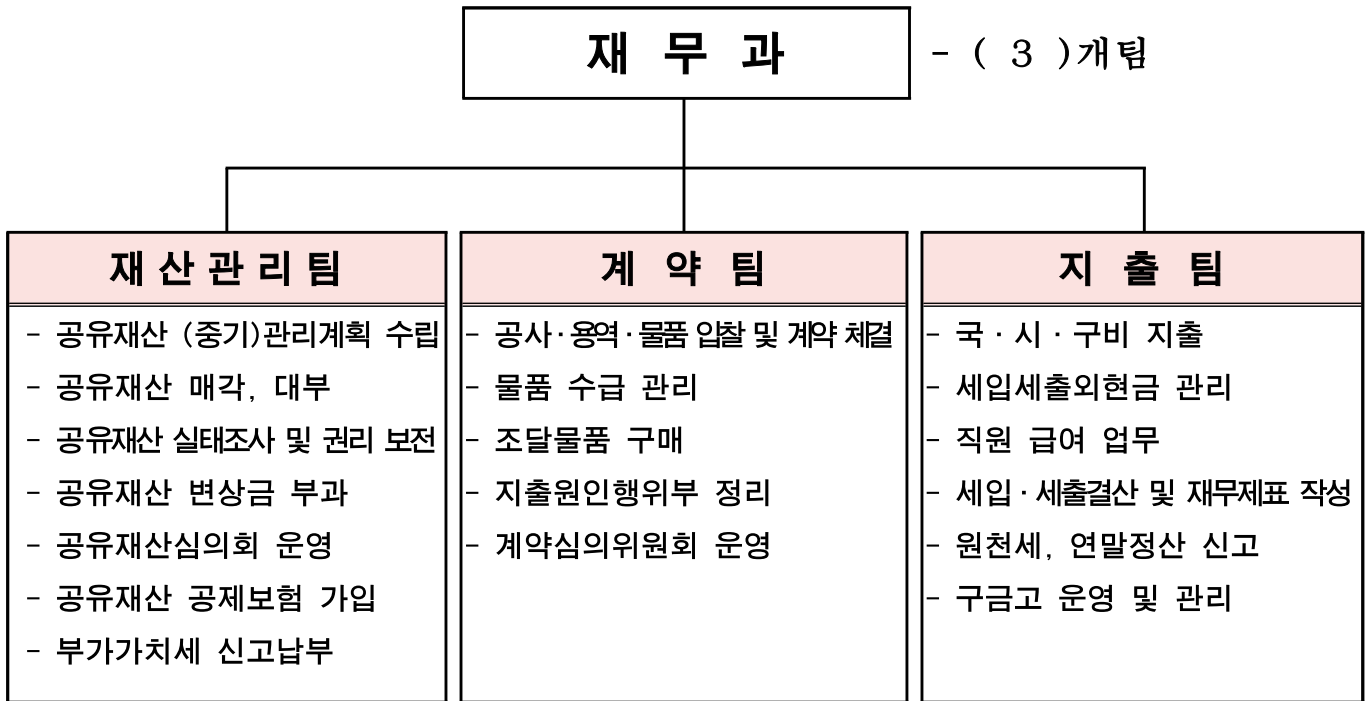 재 무 과
- ( 3 )개팀
재산관리팀
- 공유재산 (중기)관리계획 수립
- 공유재산 매각, 대부
- 공유재산 실태조사 및 권리 보전
- 공유재산 변상금 부과
- 공유재산심의회 운영
- 공유재산 공제보험 가입
- 부가가치세 신고납부
계 약 팀
- 공사·용역·물품 입찰 및 계약 체결
- 물품 수급 관리
- 조달물품 구매
- 지출원인행위부 정리
- 계약심의위원회 운영
지 출 팀
- 국·시·구비 지출
- 세입세출외현금 관리
- 직원 급여 업무
- 세입·세출결산 및 재무제표 작성
- 원천세, 연말정산 신고
- 구금고 운영 및 관리